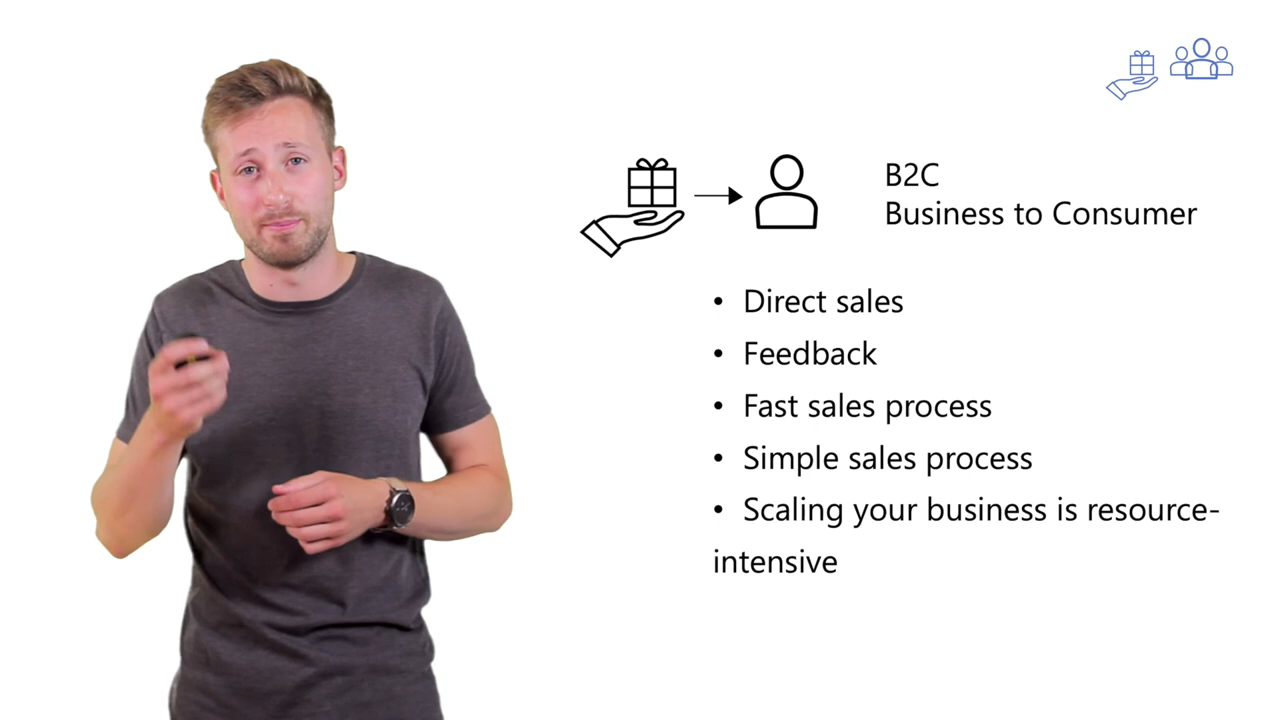 B2C
Business to Consumer
• Direct sales
• Feedback
• Fast sales process
• Simple sales process
• Scaling your business is resource-
intensive